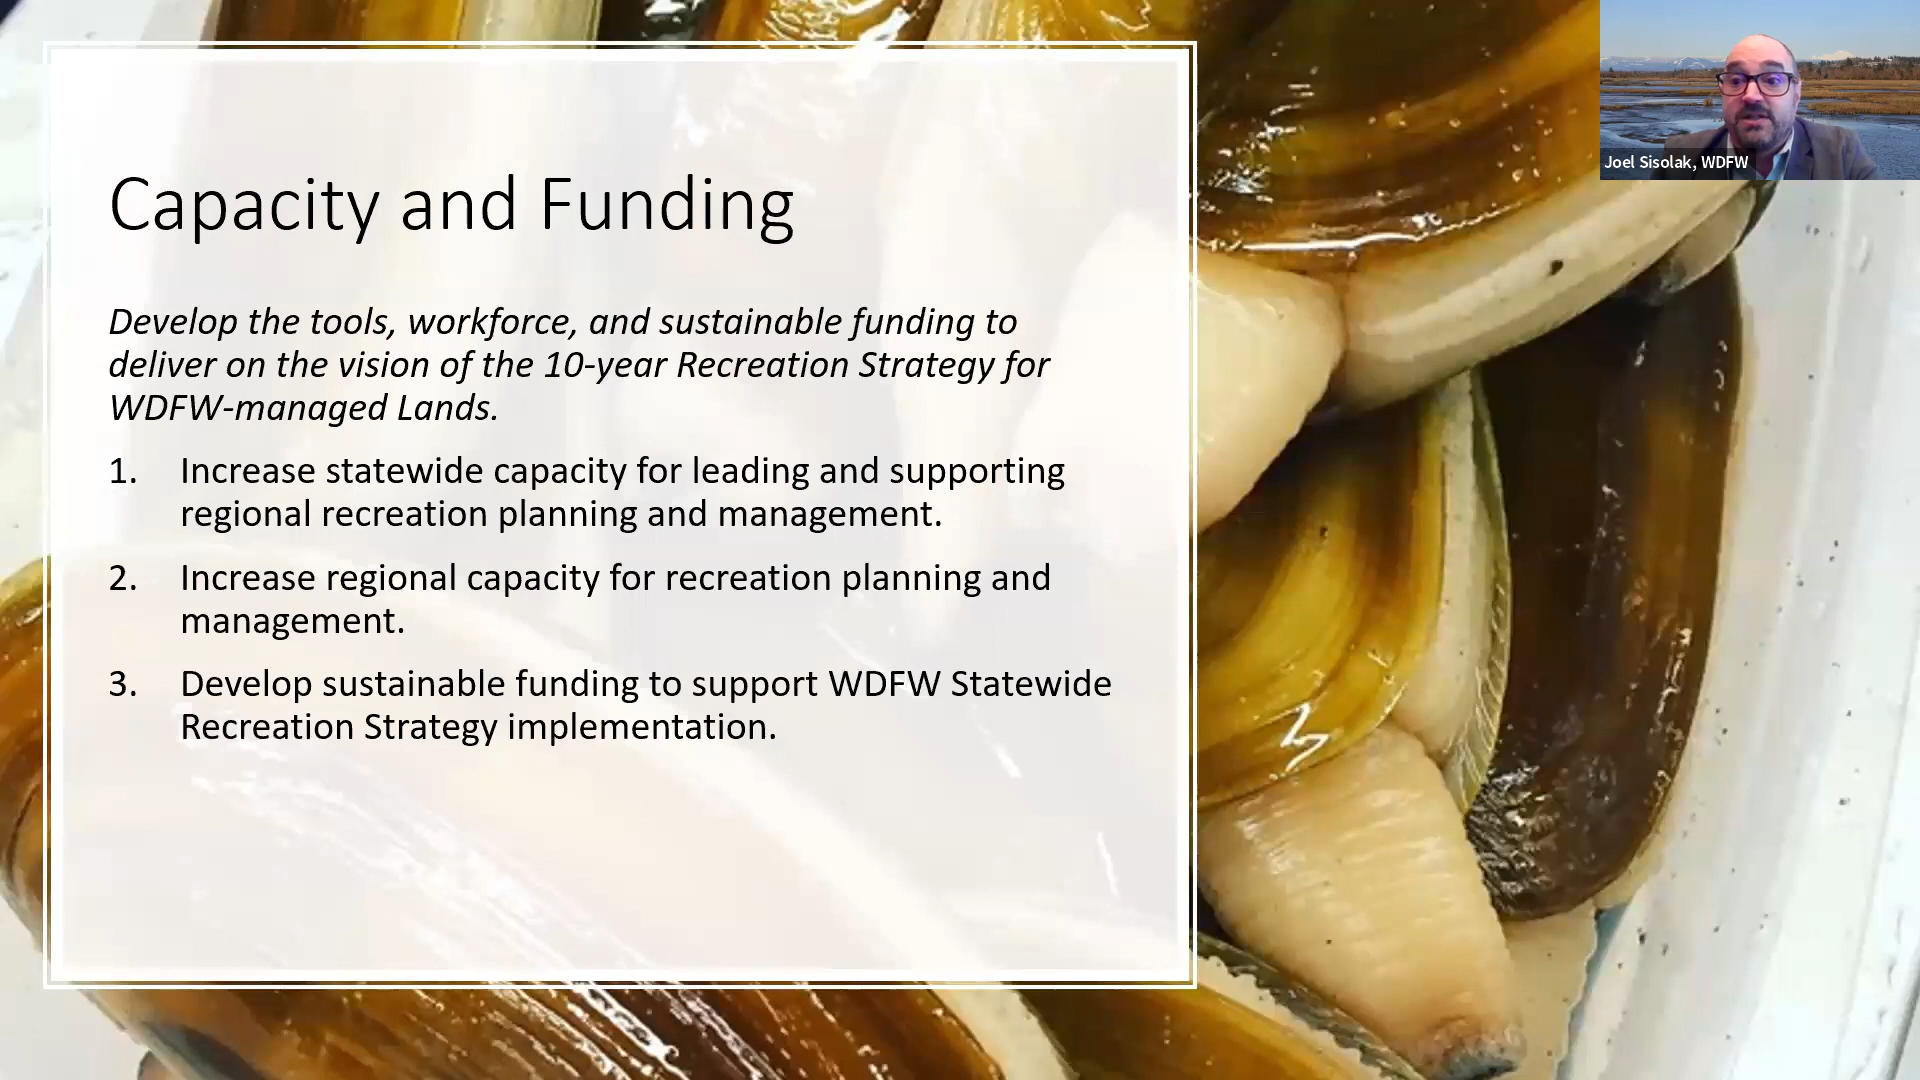 Joel Sisolak, WDFW
Capacity and Funding
Develop the tools, workforce, and sustainable funding to
deliver on the vision of the 10-year Recreation Strategy for
WDFW-managed Lands.
1. Increase statewide capacity for leading and supporting
regional recreation planning and management.
2. Increase regional capacity for recreation planning and
management.
3. Develop sustainable funding to support WDFW Statewide
Recreation Strategy implementation.